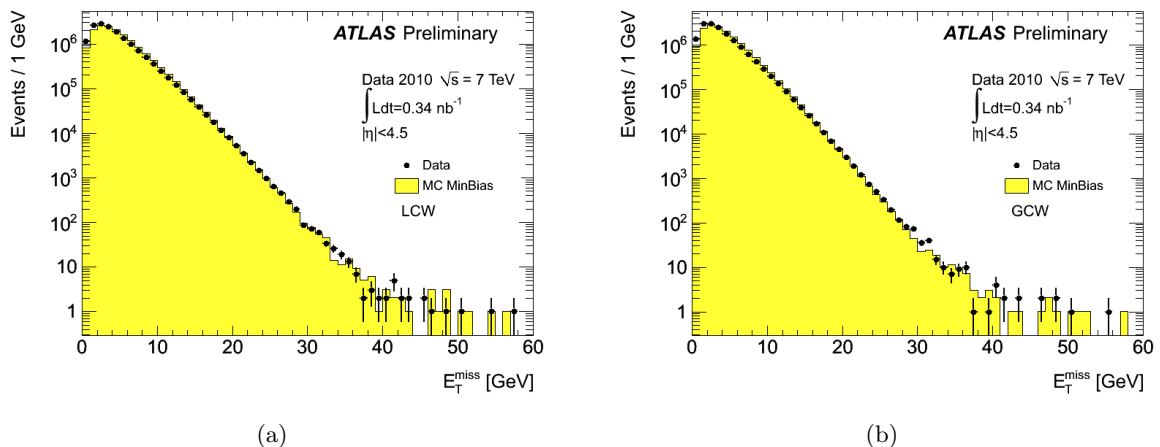 Events / 1 GeV
10^6
10^5
10^4
10^3
10^2
10
1
ATLAS Preliminary
Data 2010 √s = 7 TeV
∫Ldt=0.34 nb^-1
|η|<4.5
Data
MC MinBias
LCW
0 10 20 30 40 50 60
E_T^miss [GeV]
(a)
Events / 1 GeV
10^6
10^5
10^4
10^3
10^2
10
1
ATLAS Preliminary
Data 2010 √s = 7 TeV
∫Ldt=0.34 nb^-1
|η|<4.5
Data
MC MinBias
GCW
0 10 20 30 40 50 60
E_T^miss [GeV]
(b)